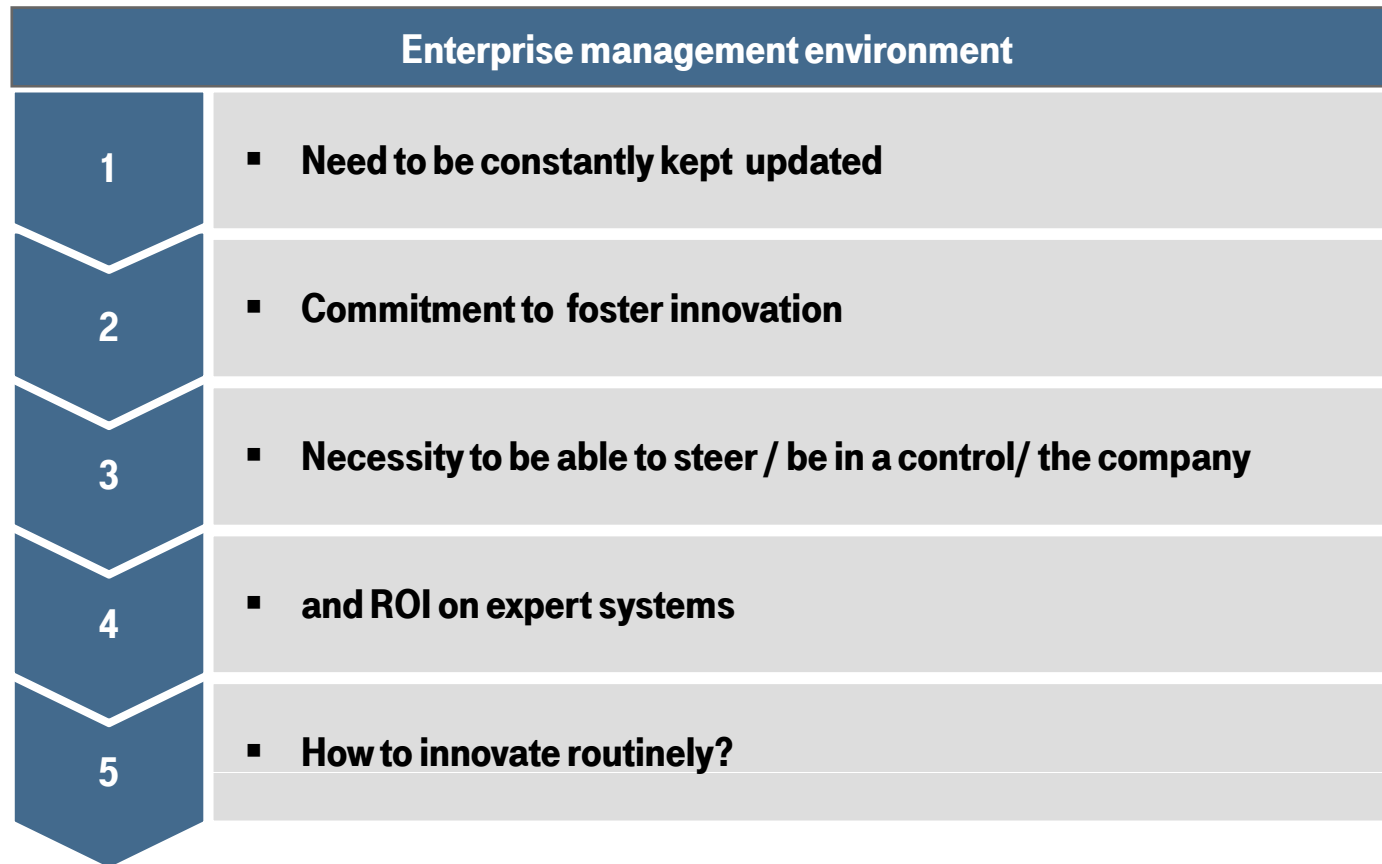 Enterprise management environment
1
▪ Need to be constantly kept updated
2
▪ Commitment to foster innovation
3
▪ Necessity to be able to steer / be in a control/ the company
4
▪ and ROI on expert systems
5
▪ How to innovate routinely?